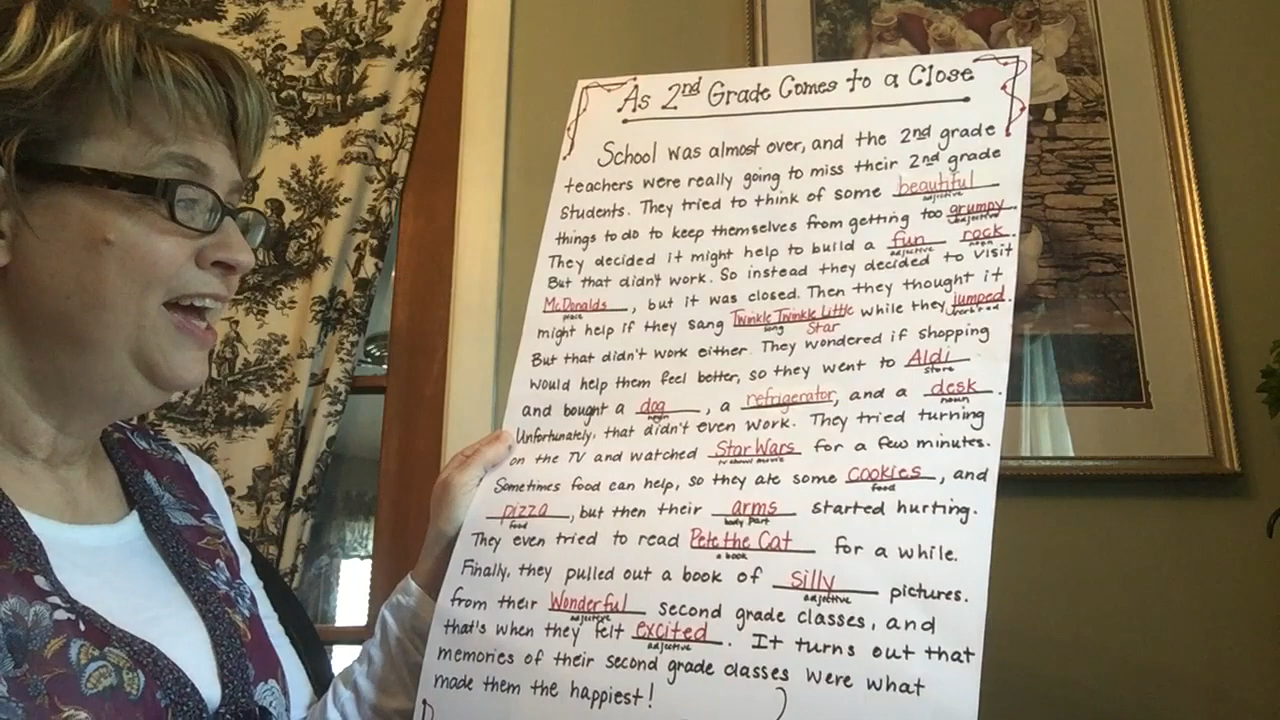 As 2nd Grade Comes to a Close
School was almost over, and the 2nd grade
teachers were really going to miss their 2nd grade
students. They tried to think of some beautiful
adjective
things to do to keep themselves from getting too grumpy.
adjective
They decided it might help to build a fun rock.
adjective noun
But that didn't work. So instead they decided to visit
McDonalds, but it was closed. Then they thought it
place
might help if they sang Twinkle Twinkle Little Star while they jumped.
song verb+ed
But that didn't work either. They wondered if shopping
would help them feel better, so they went to Aldi
store
and bought a dog, a refrigerator, and a desk.
noun noun
Unfortunately, that didn't even work. They tried turning
on the TV and watched Star Wars for a few minutes.
tv show/movie
Sometimes food can help, so they ate some cookies, and
food
pizza, but then their arms started hurting.
food body part
They even tried to read Pete the Cat for a while.
a book
Finally, they pulled out a book of silly pictures.
adjective
from their Wonderful second grade classes, and
adjective
that's when they felt excited. It turns out that
adjective
memories of their second grade classes were what
made them the happiest!